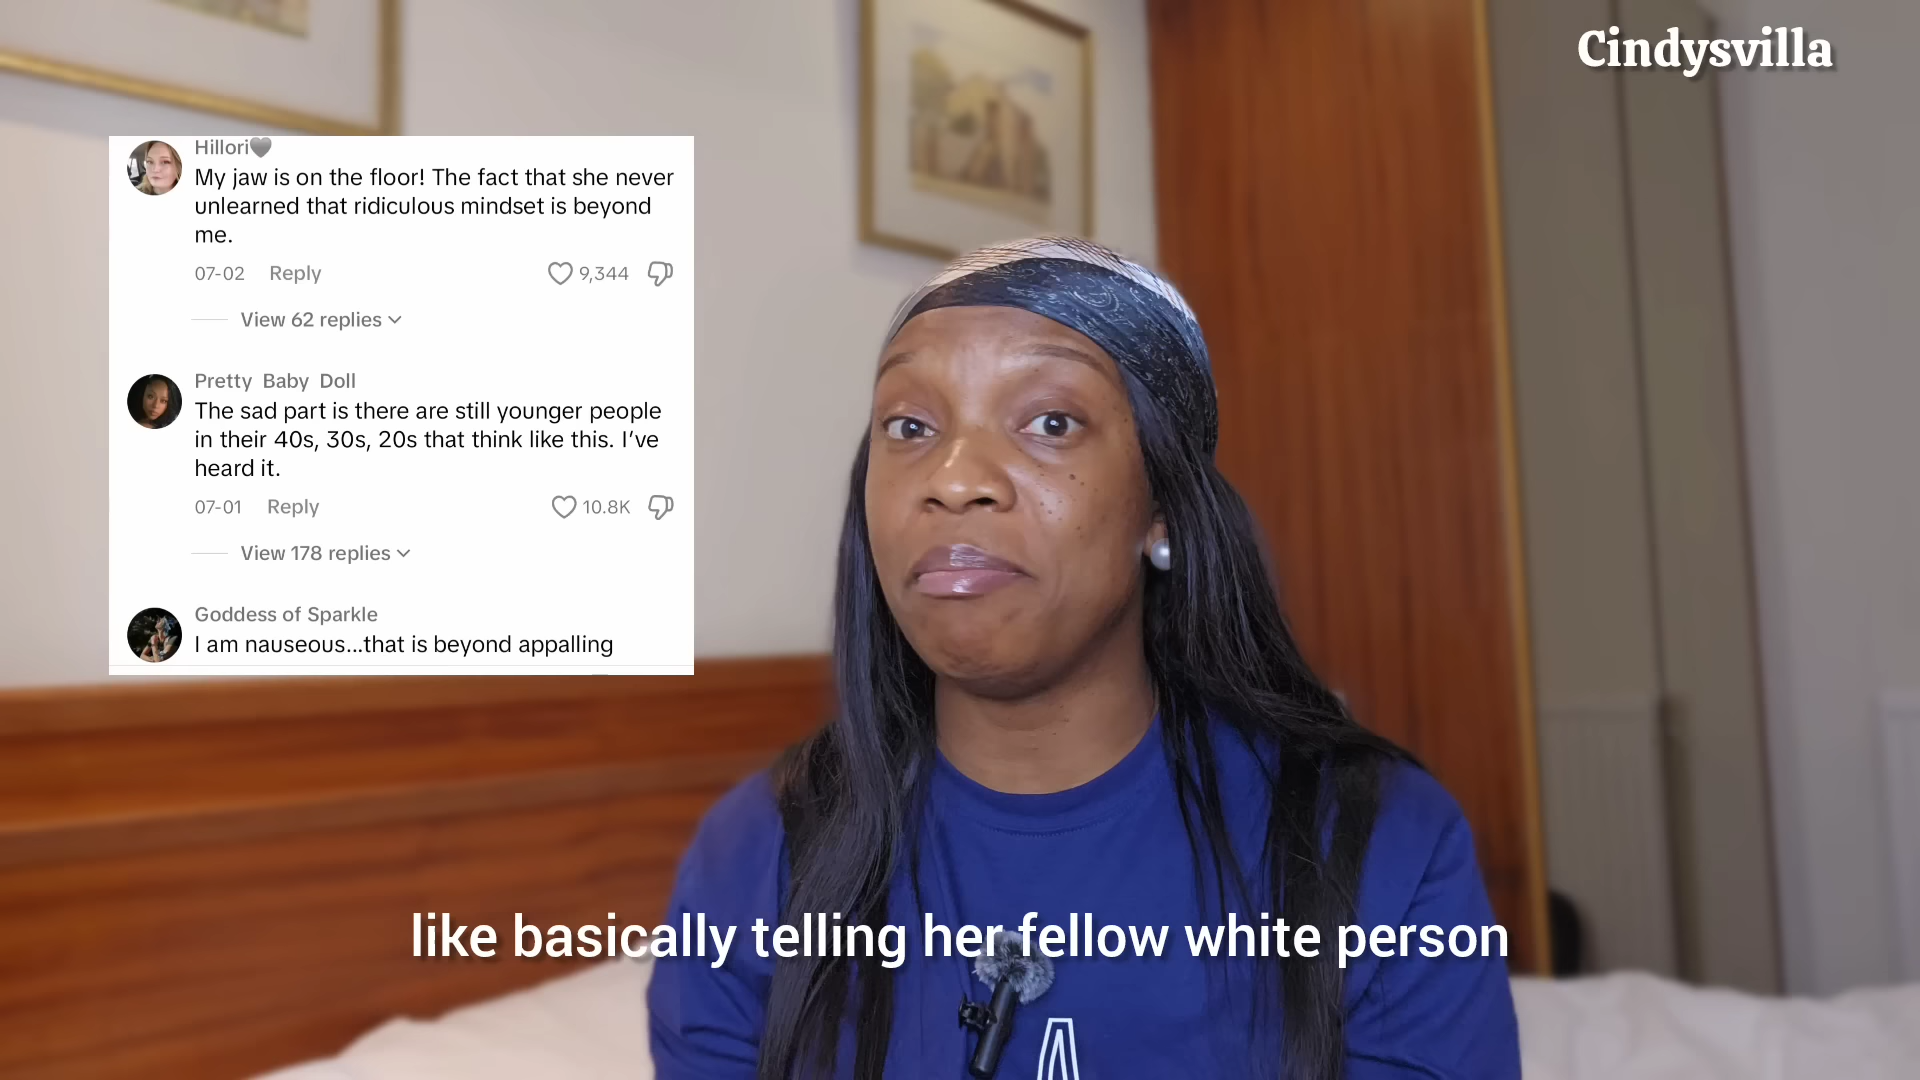 Cindysvilla
Hillori🖤
My jaw is on the floor! The fact that she never
unlearned that ridiculous mindset is beyond
me.
07-02 Reply 9,344
View 62 replies
Pretty Baby Doll
The sad part is there are still younger people
in their 40s, 30s, 20s that think like this. I’ve
heard it.
07-01 Reply 10.8K
View 178 replies
Goddess of Sparkle
I am nauseous...that is beyond appalling
like basically telling her fellow white person